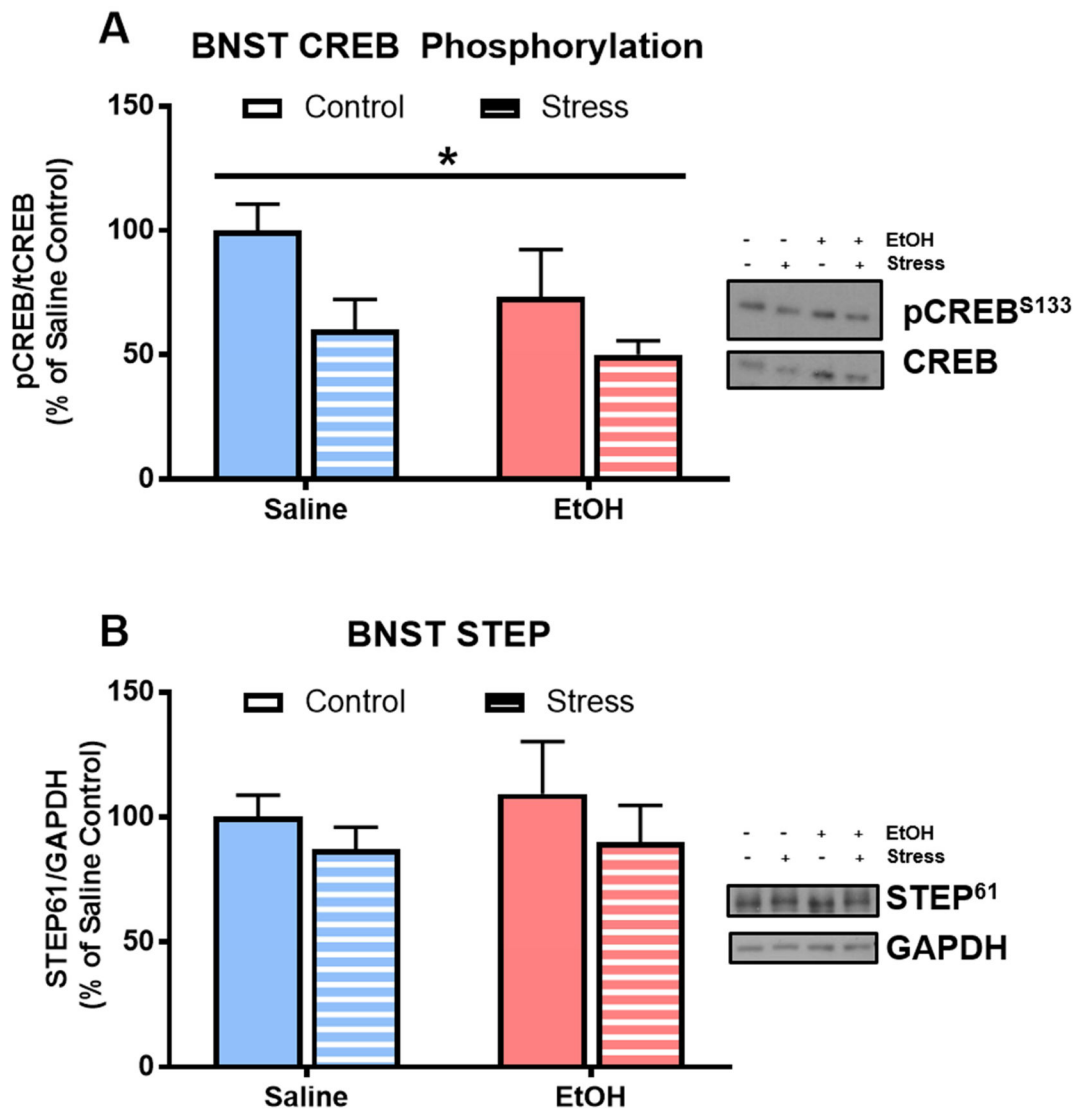 A
BNST CREB Phosphorylation
Control Stress
150
*
100
50
0
pCREB/tCREB
(% of Saline Control)
Saline EtOH
- - + + EtOH
- + - + Stress
pCREBS133
CREB
B
BNST STEP
Control Stress
150
100
50
0
STEP61/GAPDH
(% of Saline Control)
Saline EtOH
- - + + EtOH
- + - + Stress
STEP61
GAPDH